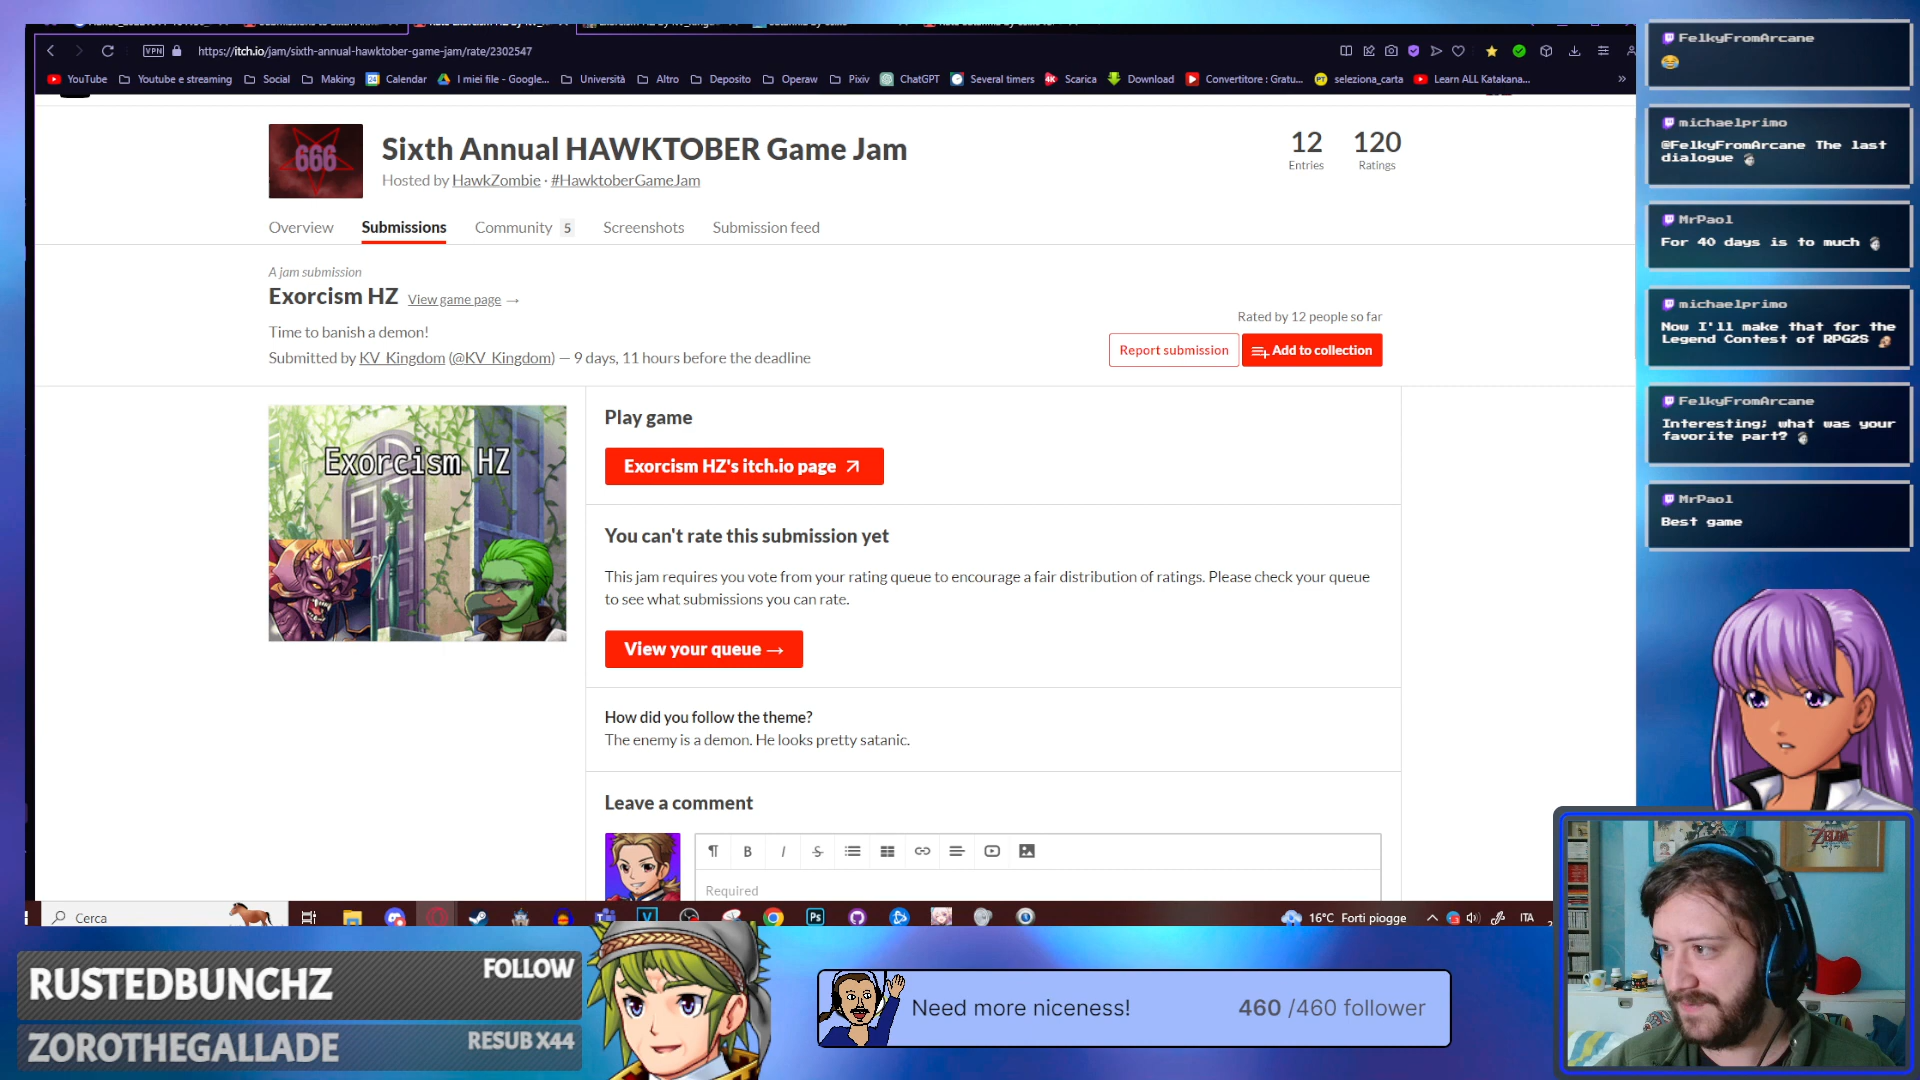 VPN
https://itch.io/jam/sixth-annual-hawktober-game-jam/rate/2302547
YouTube
Youtube e streaming
Social
Making
Calendar
I miei file - Google...
Università
Altro
Deposito
Operaw
Pixiv
ChatGPT
Several timers
Scarica
Download
Convertitore : Gratu...
seleziona_carta
Learn ALL Katakana...
»
666
Sixth Annual HAWKTOBER Game Jam
Hosted by HawkZombie · #HawktoberGameJam
12
Entries
120
Ratings
Overview
Submissions
Community 5
Screenshots
Submission feed
A jam submission
Exorcism HZ View game page →
Time to banish a demon!
Submitted by KV_Kingdom (@KV_Kingdom) — 9 days, 11 hours before the deadline
Rated by 12 people so far
Report submission
Add to collection
Exorcism HZ
Play game
Exorcism HZ's itch.io page
You can't rate this submission yet
This jam requires you vote from your rating queue to encourage a fair distribution of ratings. Please check your queue
to see what submissions you can rate.
View your queue →
How did you follow the theme?
The enemy is a demon. He looks pretty satanic.
Leave a comment
Required
Cerca
16°C Forti piogge
ITA
FelkyFromArcane
michaelprimo
@FelkyFromArcane The last
dialogue
MrPaol
For 40 days is to much
michaelprimo
Now I'll make that for the
Legend Contest of RPG2S
FelkyFromArcane
Interesting; what was your
favorite part?
MrPaol
Best game
ZELDA
RUSTEDBUNCHZ
FOLLOW
ZOROTHEGALLADE
RESUB X44
Need more niceness!
460 /460 follower